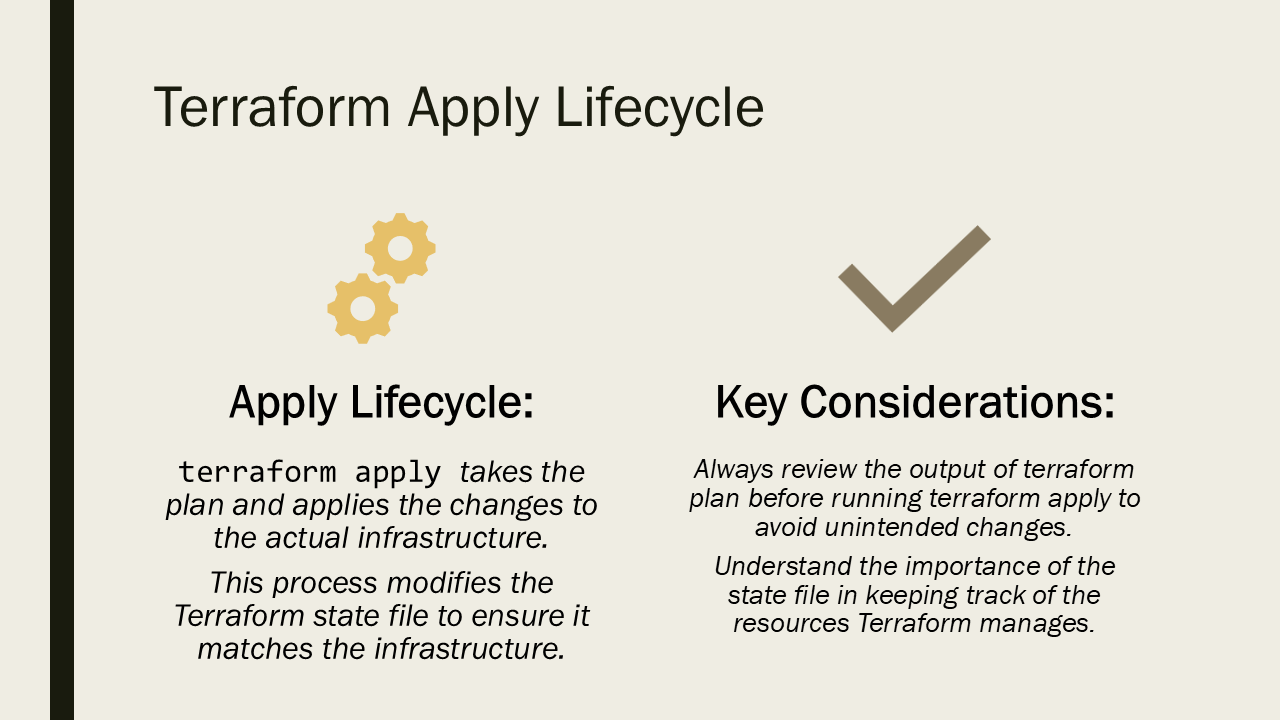 Terraform Apply Lifecycle
Apply Lifecycle:
terraform apply takes the
plan and applies the changes to
the actual infrastructure.
This process modifies the
Terraform state file to ensure it
matches the infrastructure.
Key Considerations:
Always review the output of terraform
plan before running terraform apply to
avoid unintended changes.
Understand the importance of the
state file in keeping track of the
resources Terraform manages.